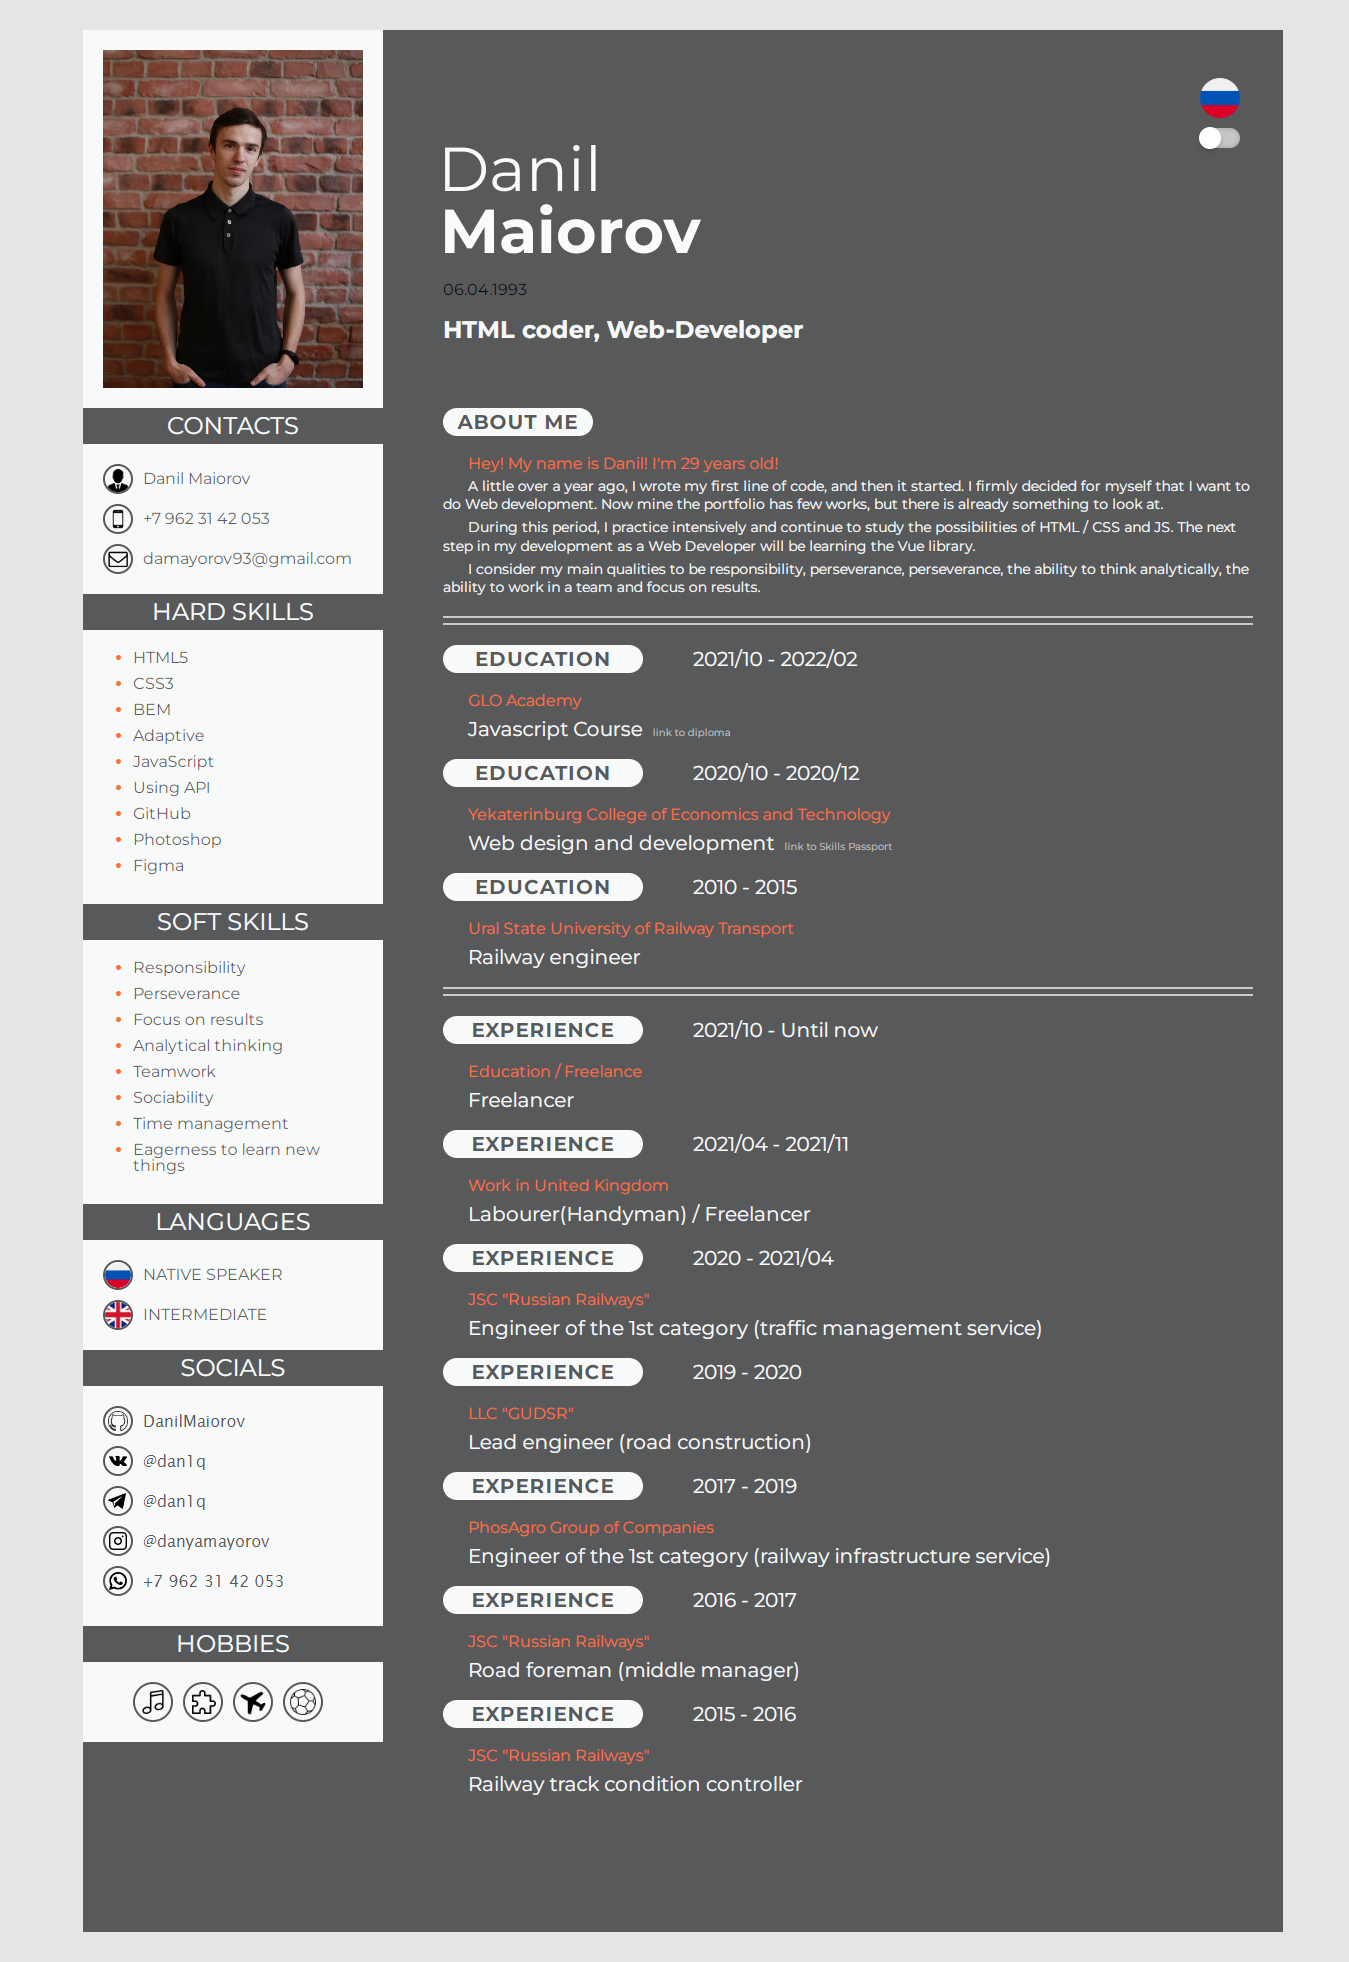 Danil
Maiorov
06.04.1993
HTML coder, Web-Developer
CONTACTS
Danil Maiorov
+7 962 31 42 053
damayorov93@gmail.com
HARD SKILLS
HTML5
CSS3
BEM
Adaptive
JavaScript
Using API
GitHub
Photoshop
Figma
SOFT SKILLS
Responsibility
Perseverance
Focus on results
Analytical thinking
Teamwork
Sociability
Time management
Eagerness to learn new
things
LANGUAGES
NATIVE SPEAKER
INTERMEDIATE
SOCIALS
DanilMaiorov
@dan1q
@dan1q
@danyamayorov
+7 962 31 42 053
HOBBIES
ABOUT ME
Hey! My name is Danil! I'm 29 years old!
A little over a year ago, I wrote my first line of code, and then it started. I firmly decided for myself that I want to
do Web development. Now mine the portfolio has few works, but there is already something to look at.
During this period, I practice intensively and continue to study the possibilities of HTML / CSS and JS. The next
step in my development as a Web Developer will be learning the Vue library.
I consider my main qualities to be responsibility, perseverance, perseverance, the ability to think analytically, the
ability to work in a team and focus on results.
EDUCATION 2021/10 - 2022/02
GLO Academy
Javascript Course link to diploma
EDUCATION 2020/10 - 2020/12
Yekaterinburg College of Economics and Technology
Web design and development link to Skills Passport
EDUCATION 2010 - 2015
Ural State University of Railway Transport
Railway engineer
EXPERIENCE 2021/10 - Until now
Education / Freelance
Freelancer
EXPERIENCE 2021/04 - 2021/11
Work in United Kingdom
Labourer(Handyman) / Freelancer
EXPERIENCE 2020 - 2021/04
JSC "Russian Railways"
Engineer of the 1st category (traffic management service)
EXPERIENCE 2019 - 2020
LLC "GUDSR"
Lead engineer (road construction)
EXPERIENCE 2017 - 2019
PhosAgro Group of Companies
Engineer of the 1st category (railway infrastructure service)
EXPERIENCE 2016 - 2017
JSC "Russian Railways"
Road foreman (middle manager)
EXPERIENCE 2015 - 2016
JSC "Russian Railways"
Railway track condition controller